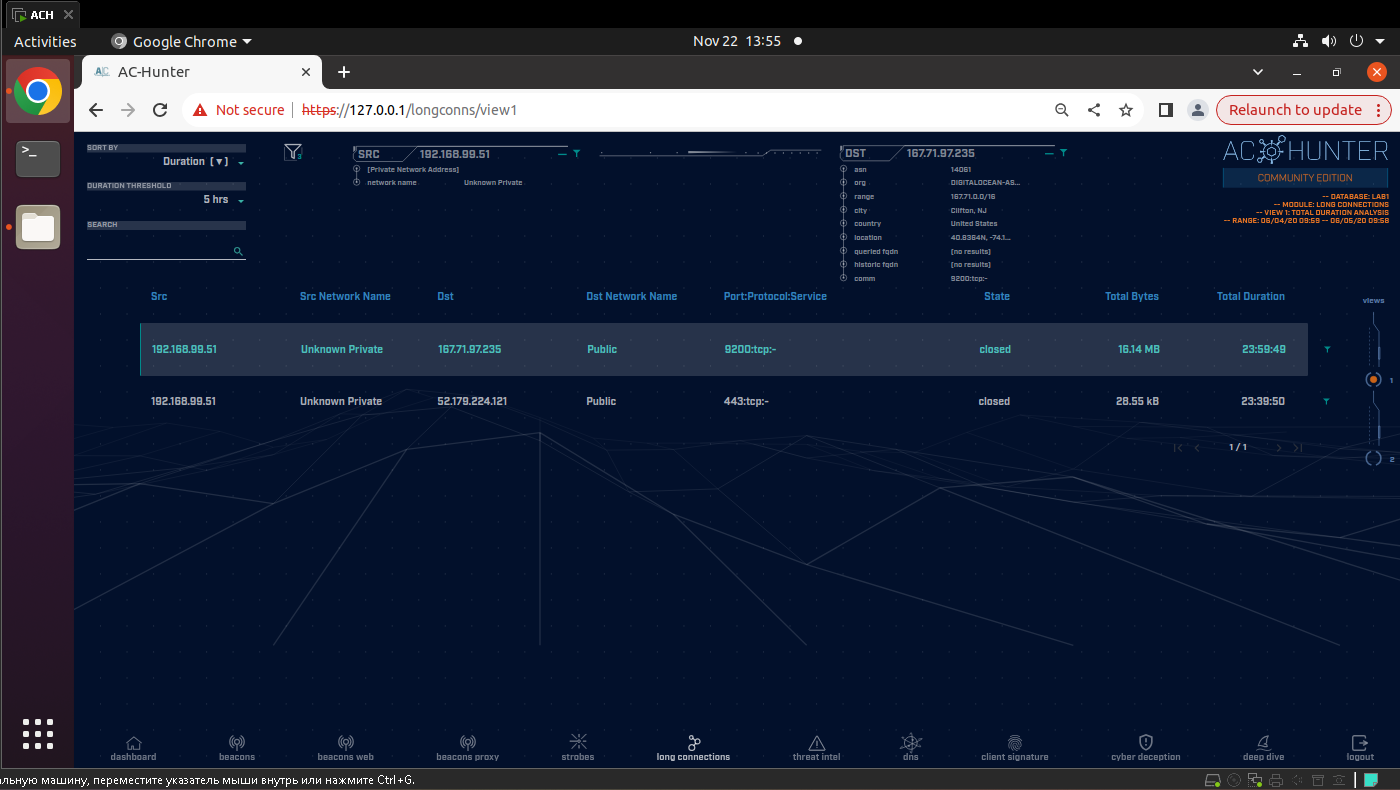 ACH
Activities
Google Chrome
Nov 22 13:55
AC-Hunter
Not secure
https://127.0.0.1/longconns/view1
Relaunch to update
SORT BY
Duration [▼]
DURATION THRESHOLD
5 hrs
SEARCH
3
SRC 192.168.99.51
[Private Network Address]
network name Unknown Private
DST 167.71.97.235
asn 14061
org DIGITALOCEAN-AS...
range 167.71.0.0/16
city Clifton, NJ
country United States
location 40.8364N, -74.1...
queried fqdn [no results]
historic fqdn [no results]
comm 9200:tcp:-
AC HUNTER
COMMUNITY EDITION
-- DATABASE: LAB1
-- MODULE: LONG CONNECTIONS
-- VIEW 1: TOTAL DURATION ANALYSIS
-- RANGE: 06/04/20 09:59 -- 06/05/20 09:58
Src Src Network Name Dst Dst Network Name Port:Protocol:Service State Total Bytes Total Duration
192.168.99.51 Unknown Private 167.71.97.235 Public 9200:tcp:- closed 16.14 MB 23:59:49
192.168.99.51 Unknown Private 52.179.224.121 Public 443:tcp:- closed 28.55 kB 23:39:50
1 / 1
views
1
2
dashboard
beacons
beacons web
beacons proxy
strobes
long connections
threat intel
dns
client signature
cyber deception
deep dive
logout
альную машину, переместите указатель мыши внутрь или нажмите Ctrl+G.